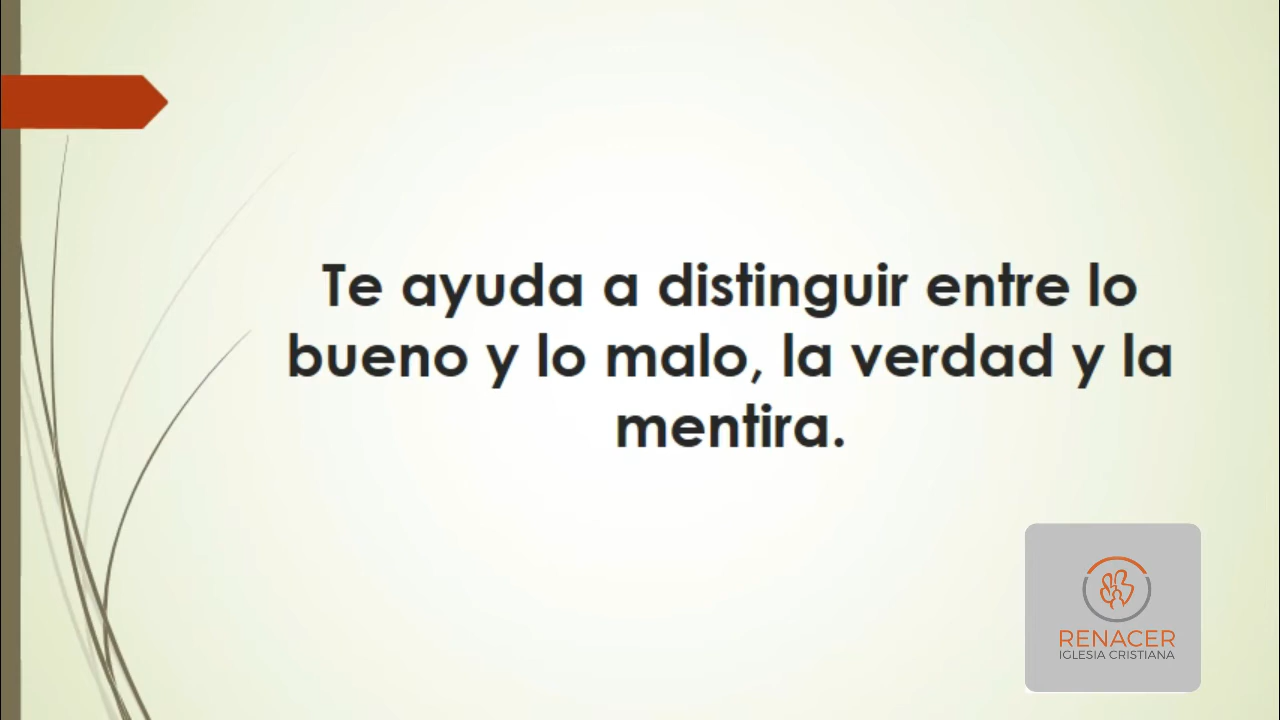 Te ayuda a distinguir entre lo
bueno y lo malo, la verdad y la
mentira.
RENACER
IGLESIA CRISTIANA